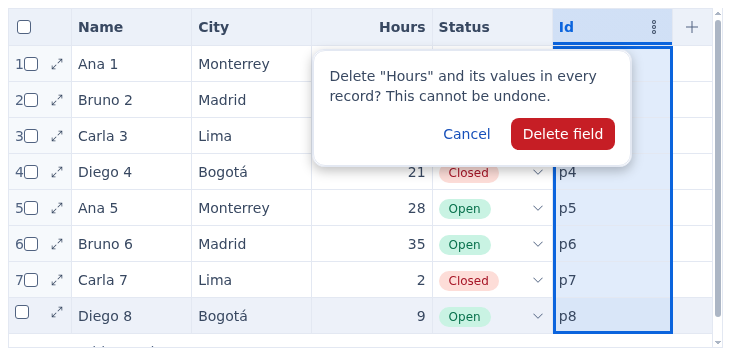 Name City Hours Status Id
1 Ana 1 Monterrey
Delete "Hours" and its values in every
record? This cannot be undone.
Cancel Delete field
2 Bruno 2 Madrid
3 Carla 3 Lima
4 Diego 4 Bogotá 21 Closed p4
5 Ana 5 Monterrey 28 Open p5
6 Bruno 6 Madrid 35 Open p6
7 Carla 7 Lima 2 Closed p7
Diego 8 Bogotá 9 Open p8